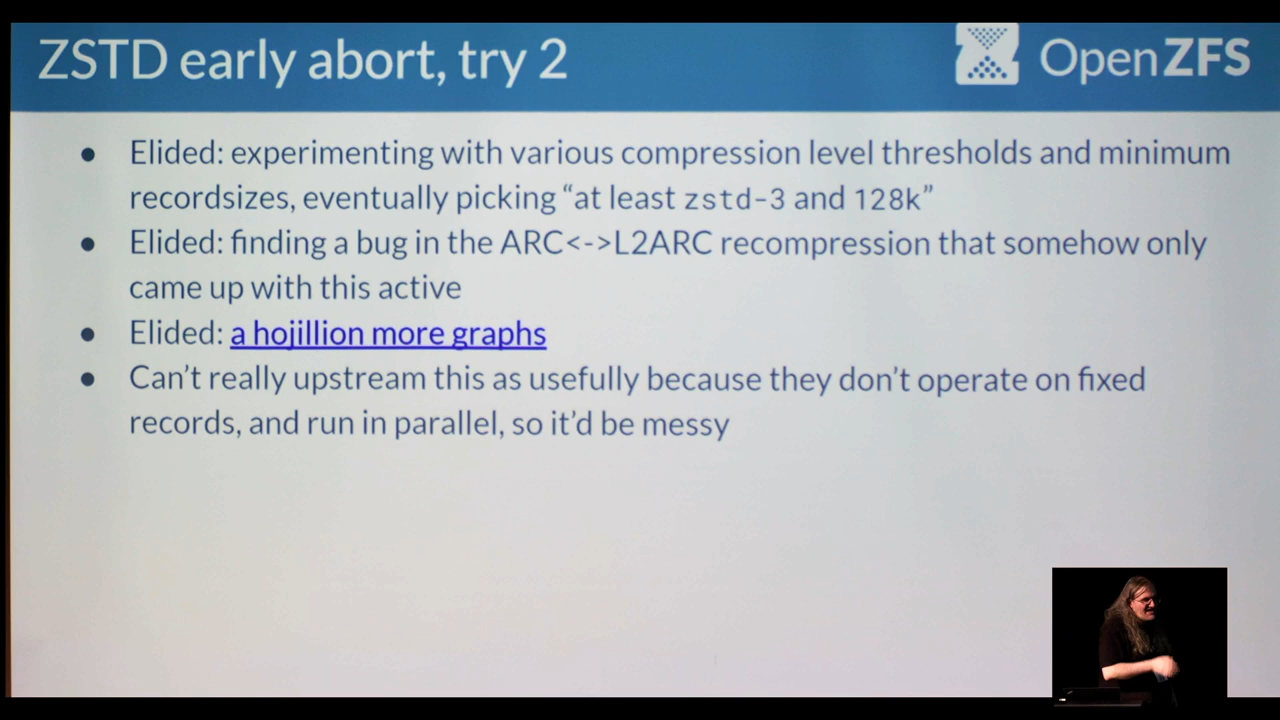 ZSTD early abort, try 2
OpenZFS
● Elided: experimenting with various compression level thresholds and minimum
recordsizes, eventually picking “at least zstd-3 and 128k”
● Elided: finding a bug in the ARC<->L2ARC recompression that somehow only
came up with this active
● Elided: a hojillion more graphs
● Can’t really upstream this as usefully because they don’t operate on fixed
records, and run in parallel, so it’d be messy